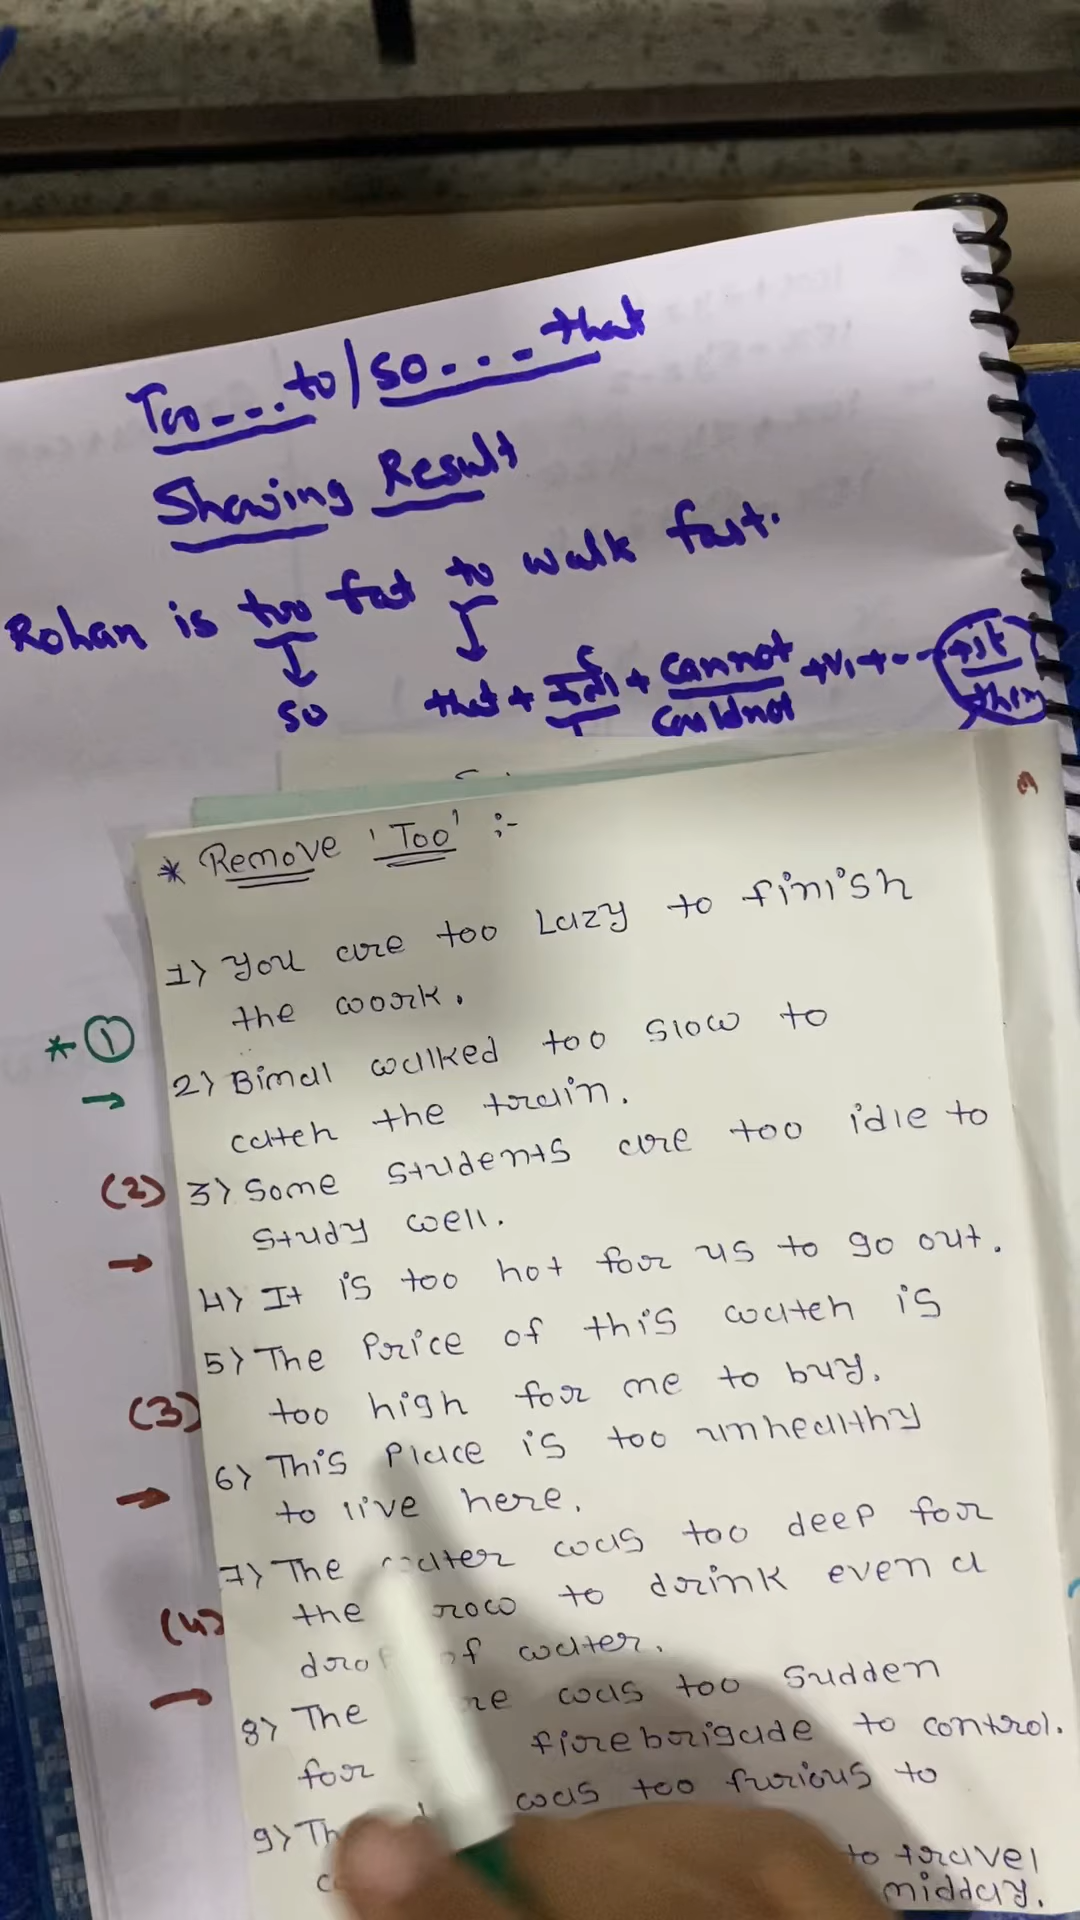 Too---to/so---that
Showing Result
Rohan is too fat to walk fast.
so that + + cannot + V1 + -- + it
couldnot them
* Remove 'Too' :-
1) You are too Lazy to finish
the work.
* ①
2) Bimal walked too slow to
catch the train.
(2) 3) Some students are too idle to
study well.
4) It is too hot for us to go out.
5) The Price of this watch is
(3) too high for me to buy.
6) This Place is too unhealthy
to live here.
7) The water was too deep for
(4) the to drink even a
of water.
8) The was too sudden
for firebrigade to control.
9) was too furious to
to travel
midday.